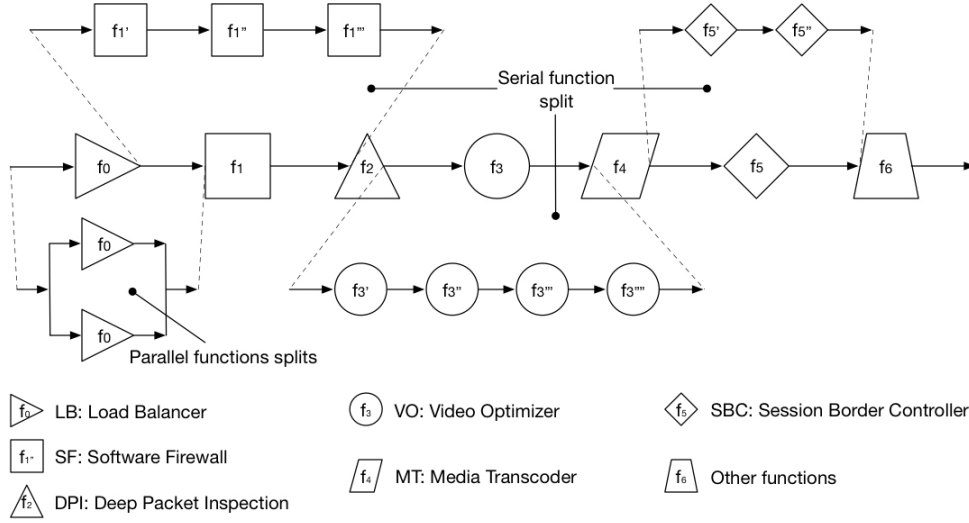 f1' f1'' f1''' f5' f5''
Serial function
split
f0 f1 f2 f3 f4 f5 f6
f0
f3' f3'' f3''' f3''''
f0
Parallel functions splits
f0 LB: Load Balancer
f3 VO: Video Optimizer
f5 SBC: Session Border Controller
f1'' SF: Software Firewall
f4 MT: Media Transcoder
f6 Other functions
f2 DPI: Deep Packet Inspection